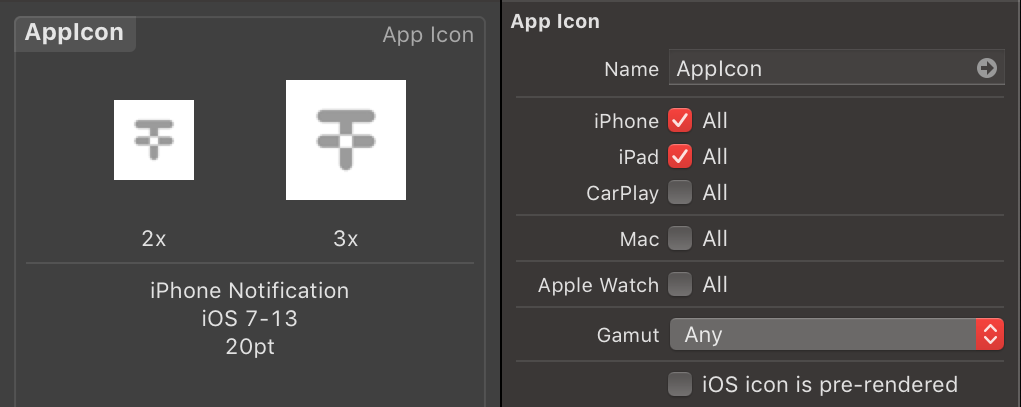 AppIcon
App Icon
2x
3x
iPhone Notification
iOS 7-13
20pt
App Icon
Name AppIcon
iPhone All
iPad All
CarPlay All
Mac All
Apple Watch All
Gamut Any
iOS icon is pre-rendered